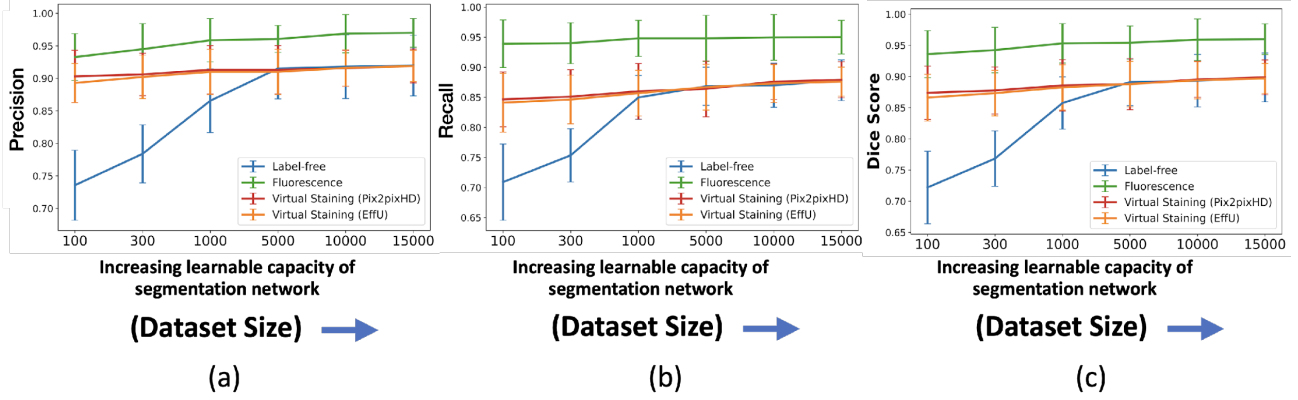 Precision
1.00
0.95
0.90
0.85
0.80
0.75
0.70
Label-free
Fluorescence
Virtual Staining (Pix2pixHD)
Virtual Staining (EffU)
100 300 1000 5000 10000 15000
Increasing learnable capacity of
segmentation network
(Dataset Size)
(a)
Recall
1.00
0.95
0.90
0.85
0.80
0.75
0.70
0.65
Label-free
Fluorescence
Virtual Staining (Pix2pixHD)
Virtual Staining (EffU)
100 300 1000 5000 10000 15000
Increasing learnable capacity of
segmentation network
(Dataset Size)
(b)
Dice Score
1.00
0.95
0.90
0.85
0.80
0.75
0.70
0.65
Label-free
Fluorescence
Virtual Staining (Pix2pixHD)
Virtual Staining (EffU)
100 300 1000 5000 10000 15000
Increasing learnable capacity of
segmentation network
(Dataset Size)
(c)